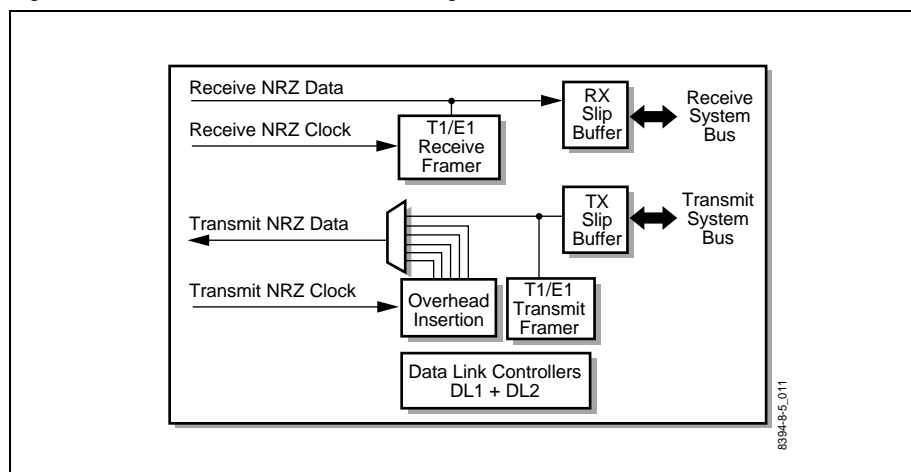 Receive NRZ Data
Receive NRZ Clock
T1/E1
Receive
Framer
RX
Slip
Buffer
Receive
System
Bus
Transmit NRZ Data
Transmit NRZ Clock
Overhead
Insertion
T1/E1
Transmit
Framer
TX
Slip
Buffer
Transmit
System
Bus
Data Link Controllers
DL1 + DL2
8394-8-5_011